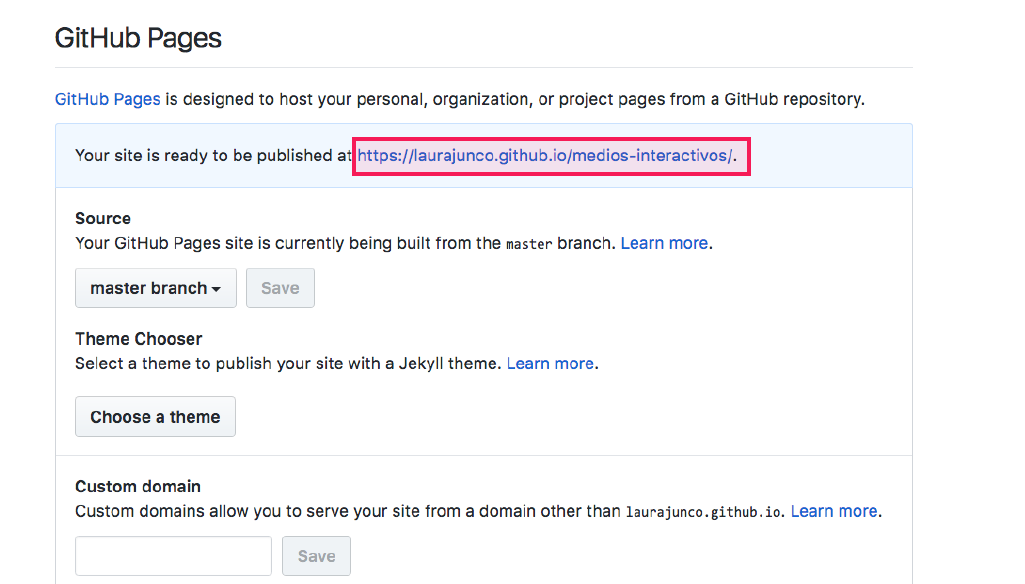 GitHub Pages
GitHub Pages is designed to host your personal, organization, or project pages from a GitHub repository.
Your site is ready to be published at https://laurajunco.github.io/medios-interactivos/.
Source
Your GitHub Pages site is currently being built from the master branch. Learn more.
master branch Save
Theme Chooser
Select a theme to publish your site with a Jekyll theme. Learn more.
Choose a theme
Custom domain
Custom domains allow you to serve your site from a domain other than laurajunco.github.io. Learn more.
Save